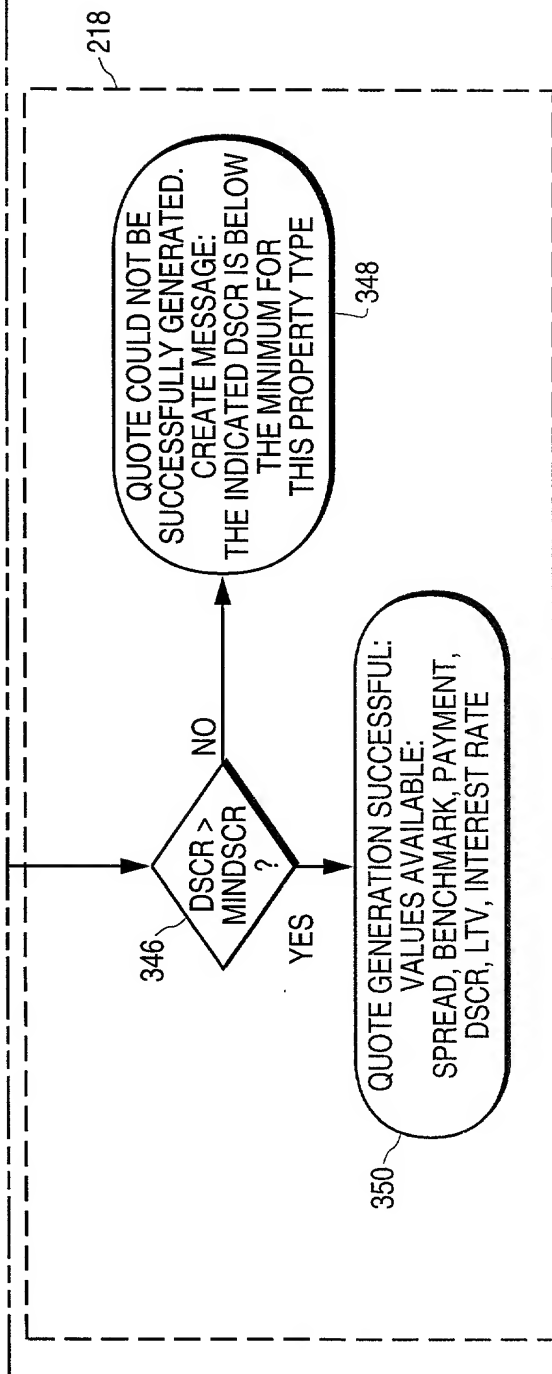 218
346
DSCR >
MINDSCR
?
NO
YES
QUOTE COULD NOT BE
SUCCESSFULLY GENERATED.
CREATE MESSAGE:
THE INDICATED DSCR IS BELOW
THE MINIMUM FOR
THIS PROPERTY TYPE
348
350
QUOTE GENERATION SUCCESSFUL:
VALUES AVAILABLE:
SPREAD, BENCHMARK, PAYMENT,
DSCR, LTV, INTEREST RATE